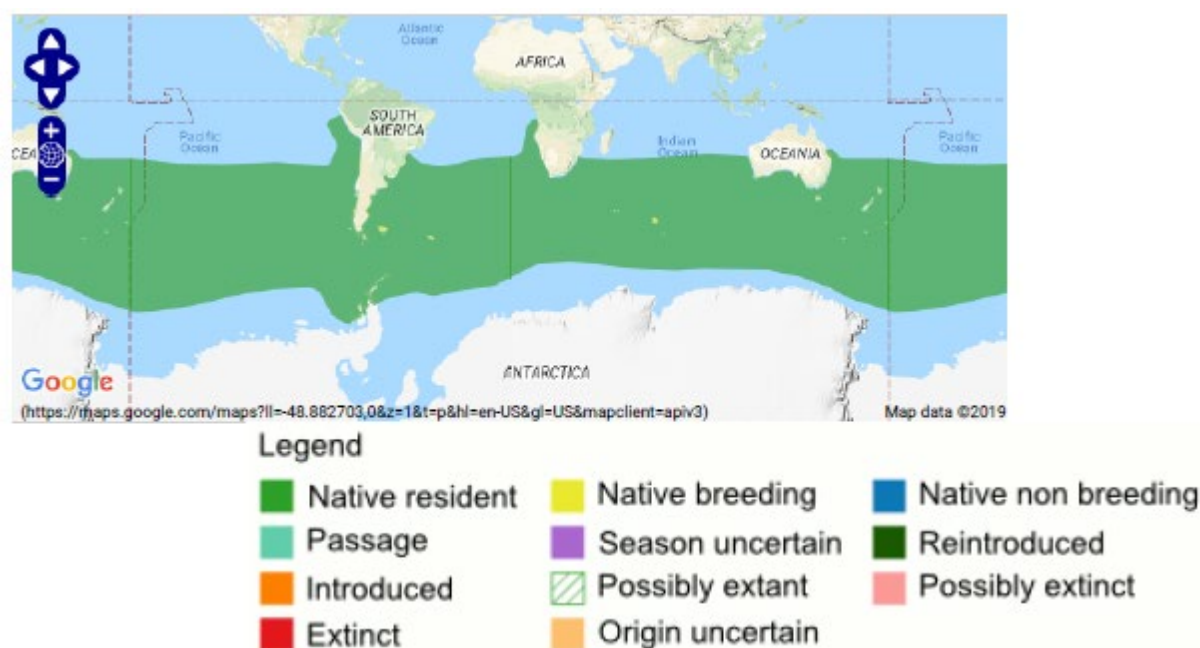 Atlantic
Ocean
AFRICA
SOUTH
AMERICA
Pacific
Ocean
Indian
Ocean
OCEANIA
Pacific
Ocean
CEA
ANTARCTICA
Google
(https://maps.google.com/maps?ll=-48.882703,0&z=1&t=p&hl=en-US&gl=US&mapclient=apiv3)
Map data ©2019
Legend
Native resident
Native breeding
Native non breeding
Passage
Season uncertain
Reintroduced
Introduced
Possibly extant
Possibly extinct
Extinct
Origin uncertain